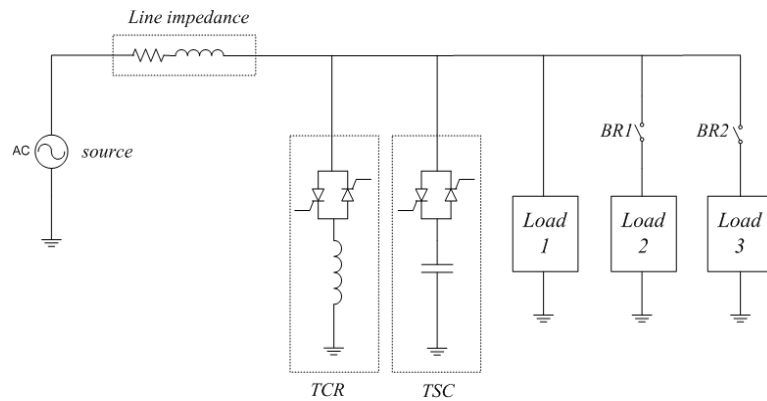 Line impedance
AC
source
BR1
BR2
Load
1
Load
2
Load
3
TCR
TSC